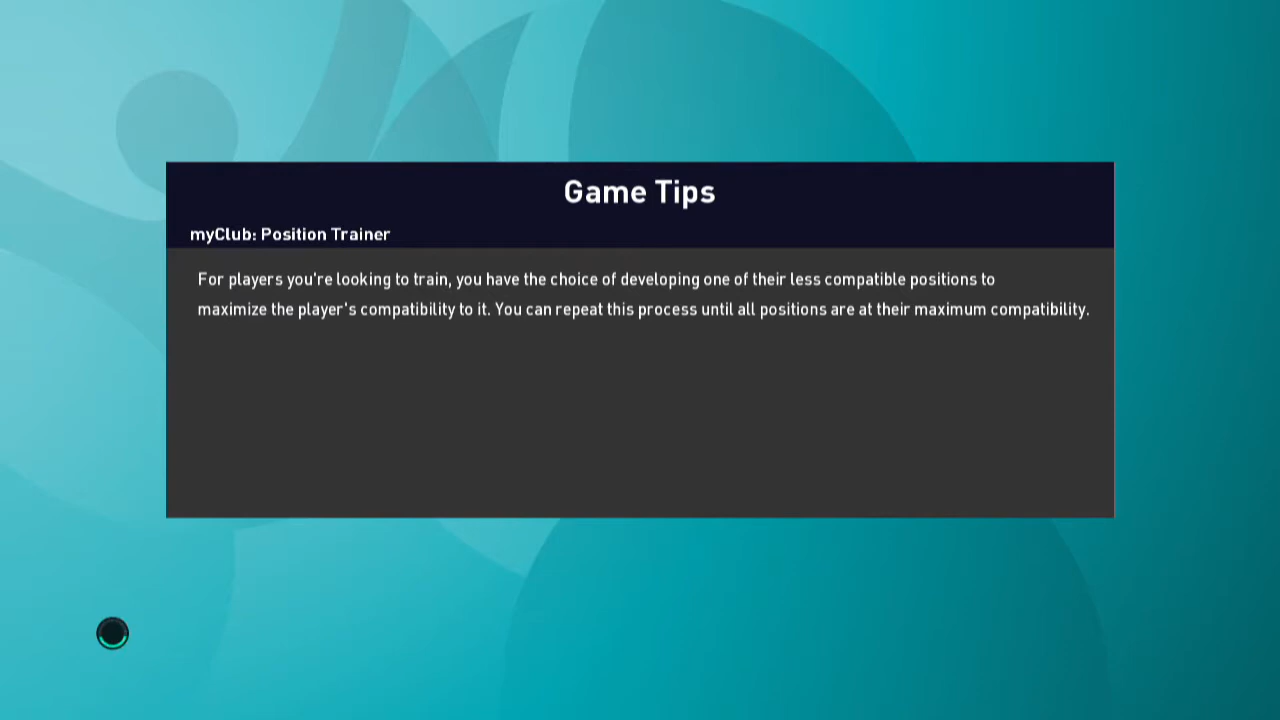 Game Tips
myClub: Position Trainer
For players you're looking to train, you have the choice of developing one of their less compatible positions to
maximize the player's compatibility to it. You can repeat this process until all positions are at their maximum compatibility.